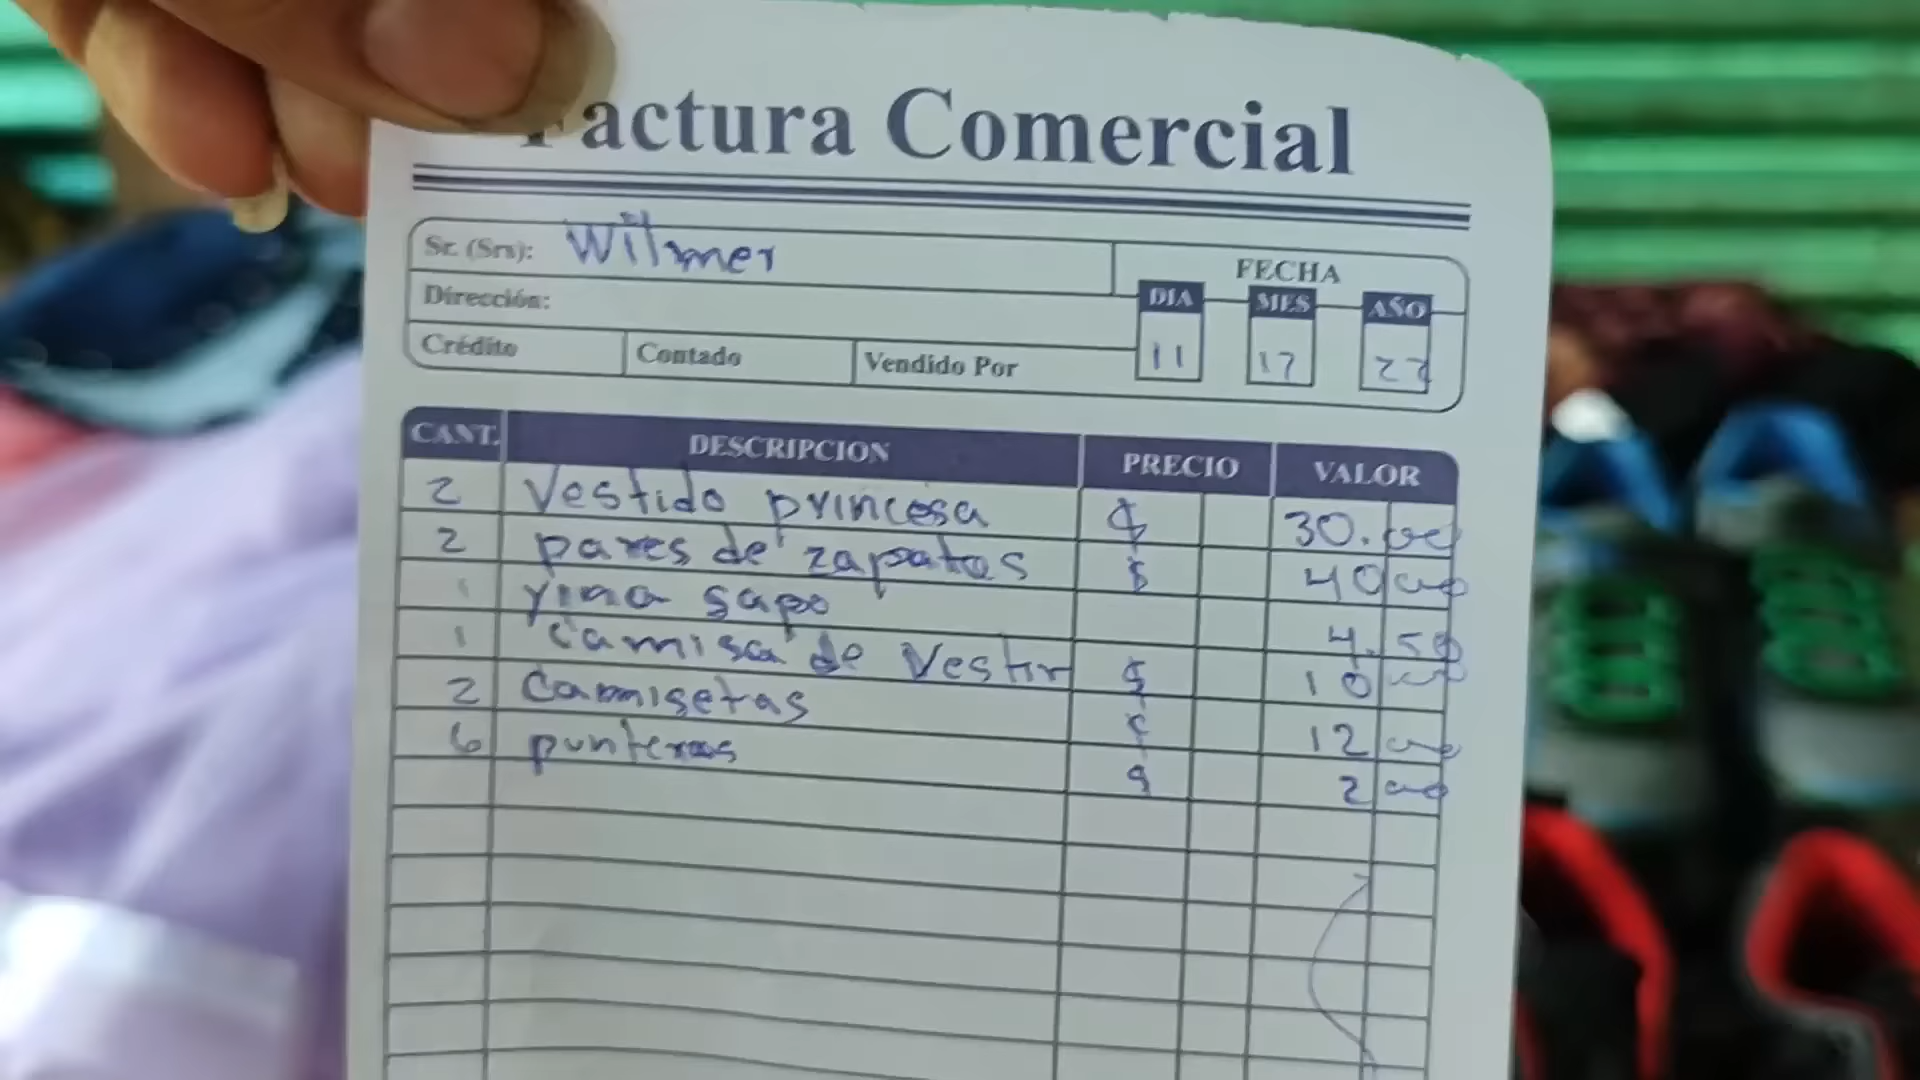 Factura Comercial
Sr. (Srs): Wilmer
FECHA
Dirección:
DIA MES AÑO
Crédito Contado Vendido Por
11 17 22
CANT. DESCRIPCION PRECIO VALOR
2 Vestido princesa $ 30.00
2 pares de zapatos $ 40 00
1 sapo 4.50
1 Camisa de Vestir $ 10 00
2 Camisetas $ 12 00
6 punteras $ 2 00